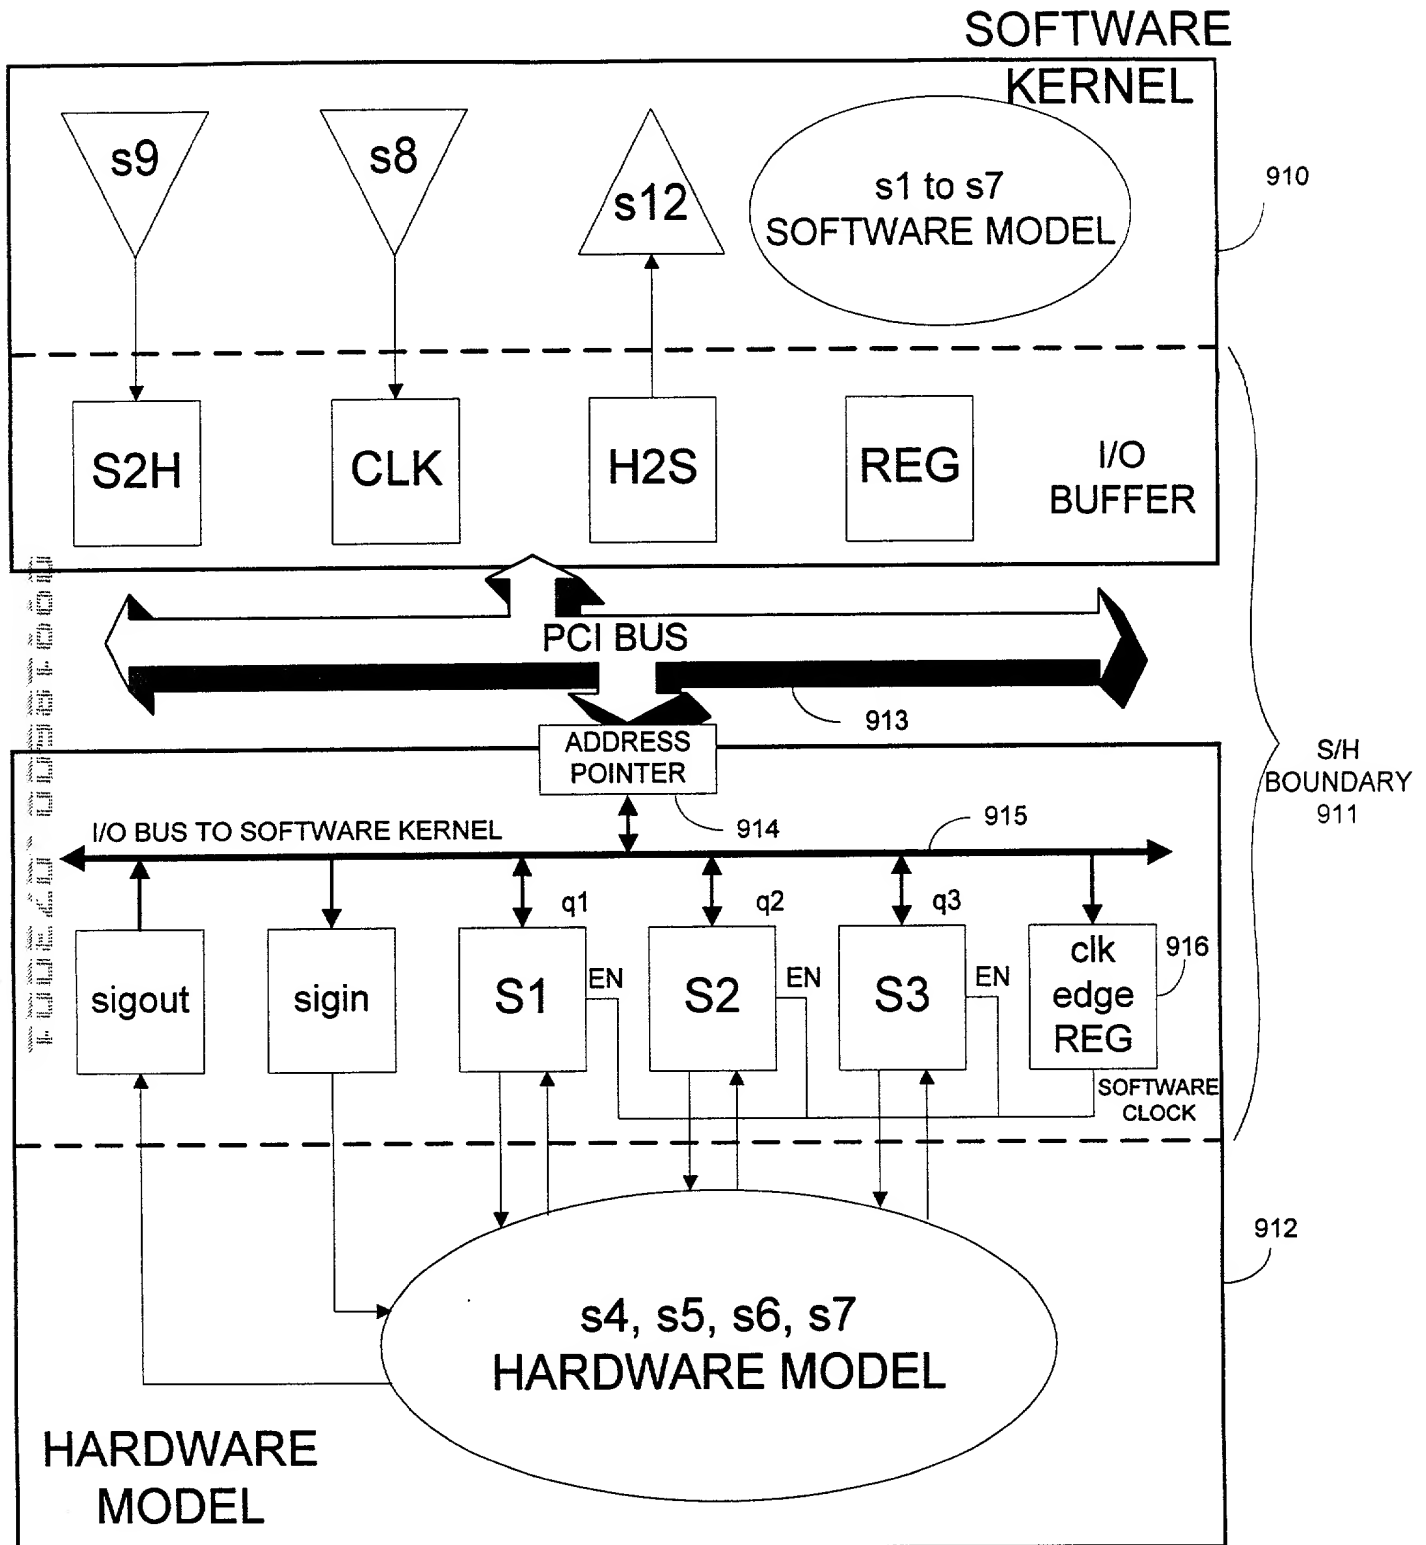 SOFTWARE
KERNEL
s9
s8
s12
s1 to s7
SOFTWARE MODEL
910
S2H
CLK
H2S
REG
I/O
BUFFER
PCI BUS
913
ADDRESS
POINTER
S/H
BOUNDARY
911
914
915
I/O BUS TO SOFTWARE KERNEL
q1
q2
q3
sigout
sigin
S1
EN
S2
EN
S3
EN
clk
edge
REG
916
SOFTWARE
CLOCK
912
s4, s5, s6, s7
HARDWARE MODEL
HARDWARE
MODEL